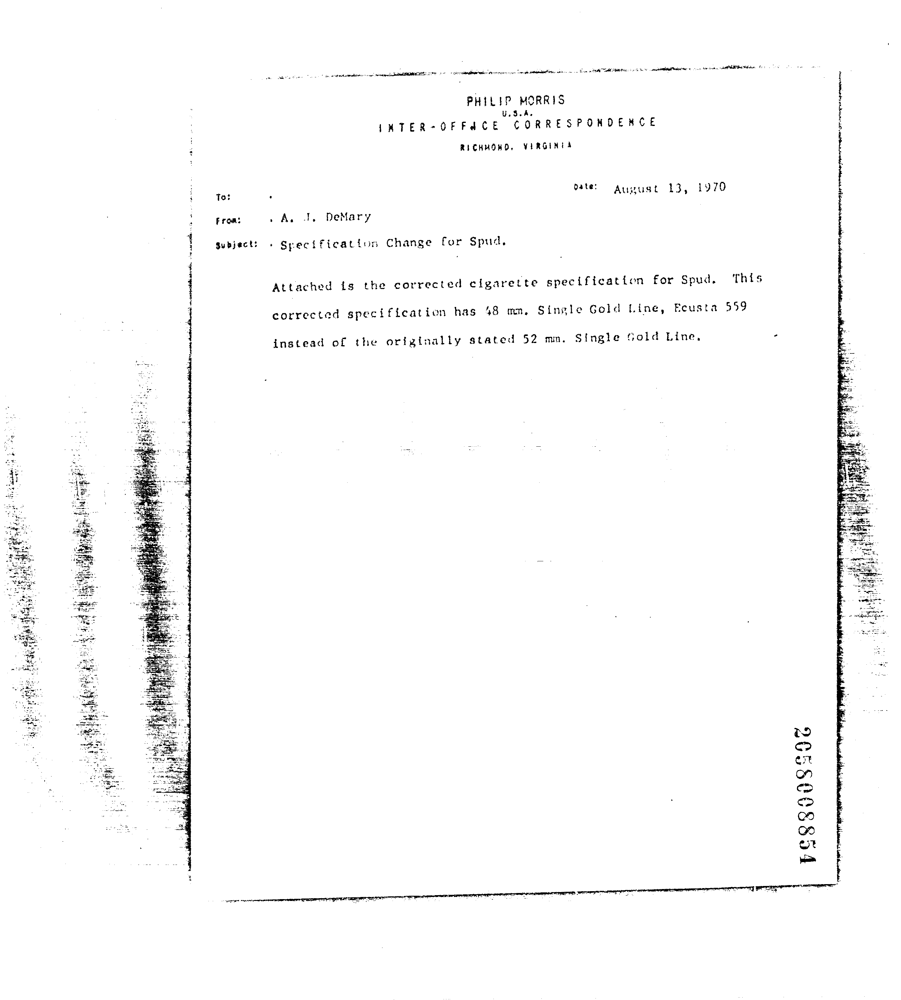 PHILIP MORRIS
U.S.A.
INTER-OFFICE CORRESPONDENCE
RICHMOND, VIRGINIA
To: .
Date: August 13, 1970
From: . A. J. DeMary
Subject: . Specification Change for Spud.
Attached is the corrected cigarette specification for Spud. This
corrected specification has 48 mm. Single Gold Line, Ecusta 559
instead of the originally stated 52 mm. Single Gold Line.
2058008854